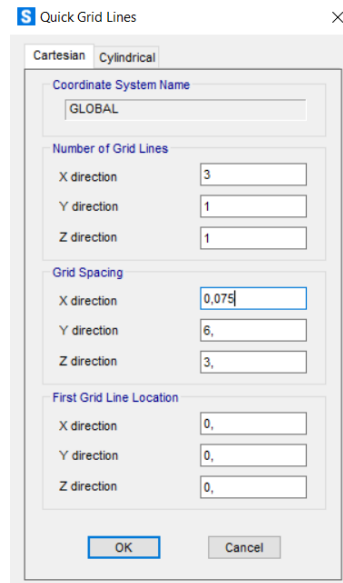 S Quick Grid Lines
Cartesian Cylindrical
Coordinate System Name
GLOBAL
Number of Grid Lines
X direction 3
Y direction 1
Z direction 1
Grid Spacing
X direction 0,075
Y direction 6,
Z direction 3,
First Grid Line Location
X direction 0,
Y direction 0,
Z direction 0,
OK Cancel